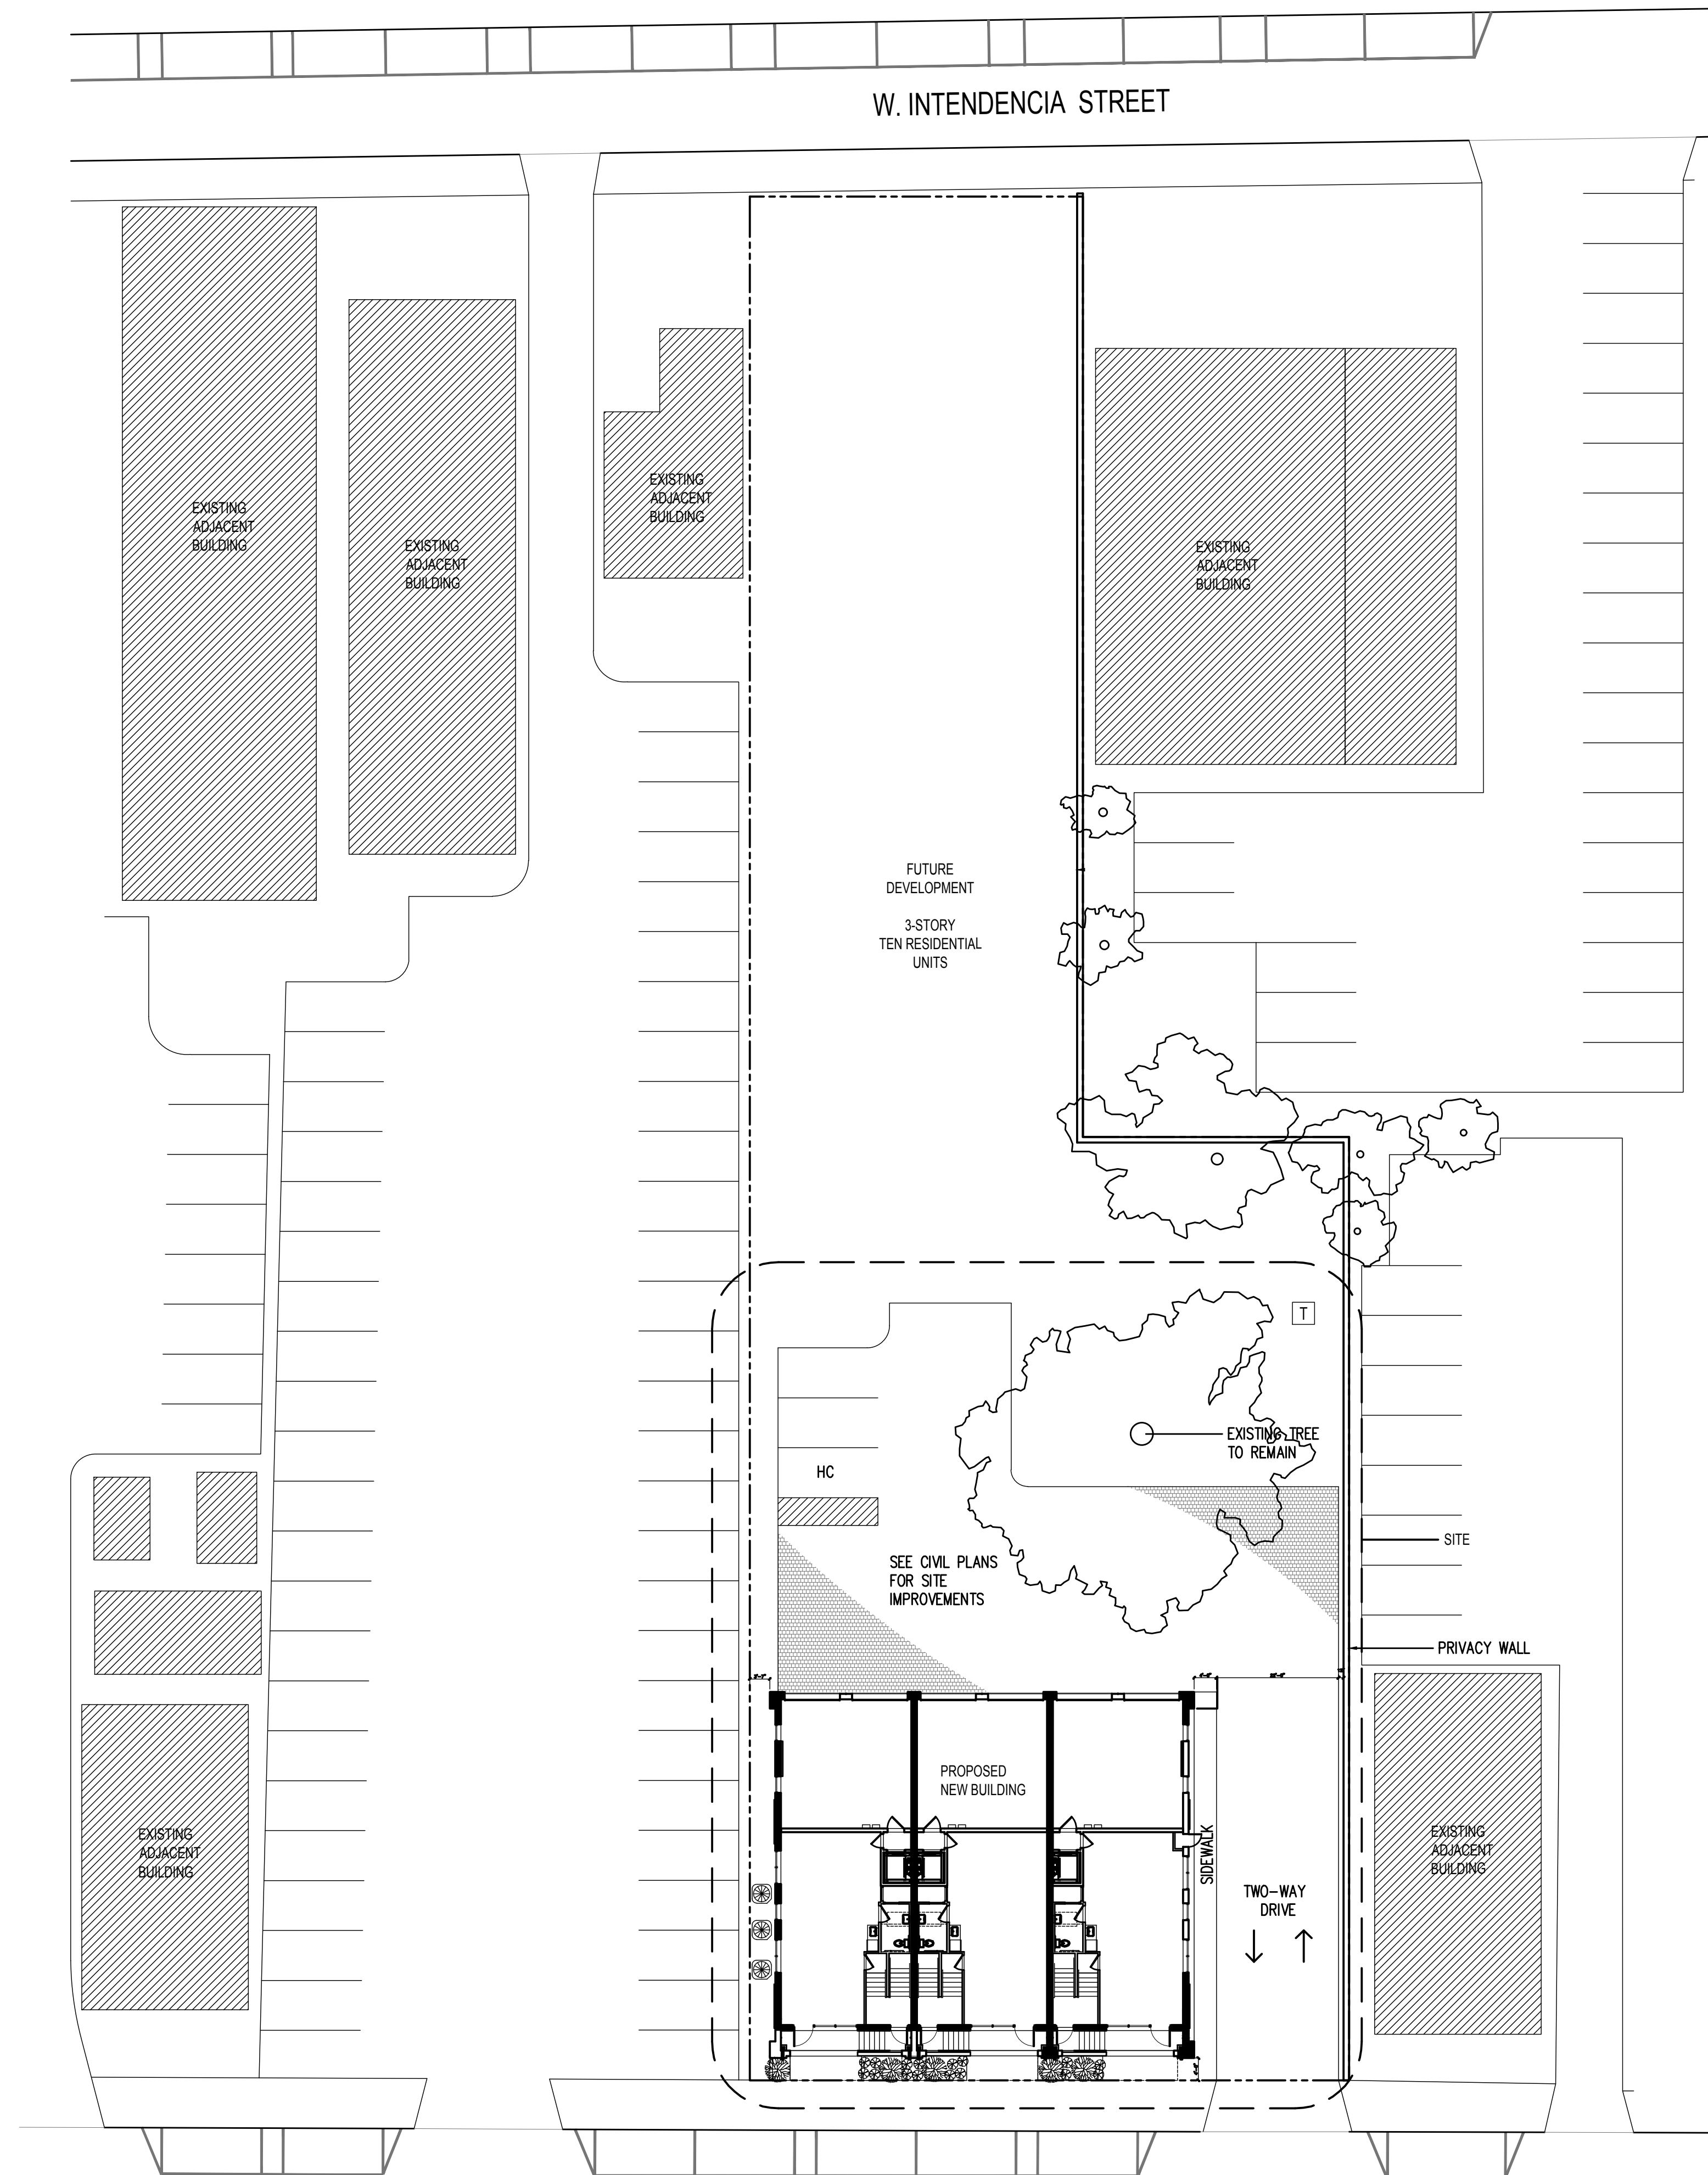 W. INTENDENCIA STREET
EXISTING
ADJACENT
BUILDING
EXISTING
ADJACENT
BUILDING
EXISTING
ADJACENT
BUILDING
EXISTING
ADJACENT
BUILDING
FUTURE
DEVELOPMENT
3-STORY
TEN RESIDENTIAL
UNITS
T
EXISTING TREE
TO REMAIN
HC
SITE
SEE CIVIL PLANS
FOR SITE
IMPROVEMENTS
PRIVACY WALL
PROPOSED
NEW BUILDING
SIDEWALK
TWO-WAY
DRIVE
EXISTING
ADJACENT
BUILDING
EXISTING
ADJACENT
BUILDING